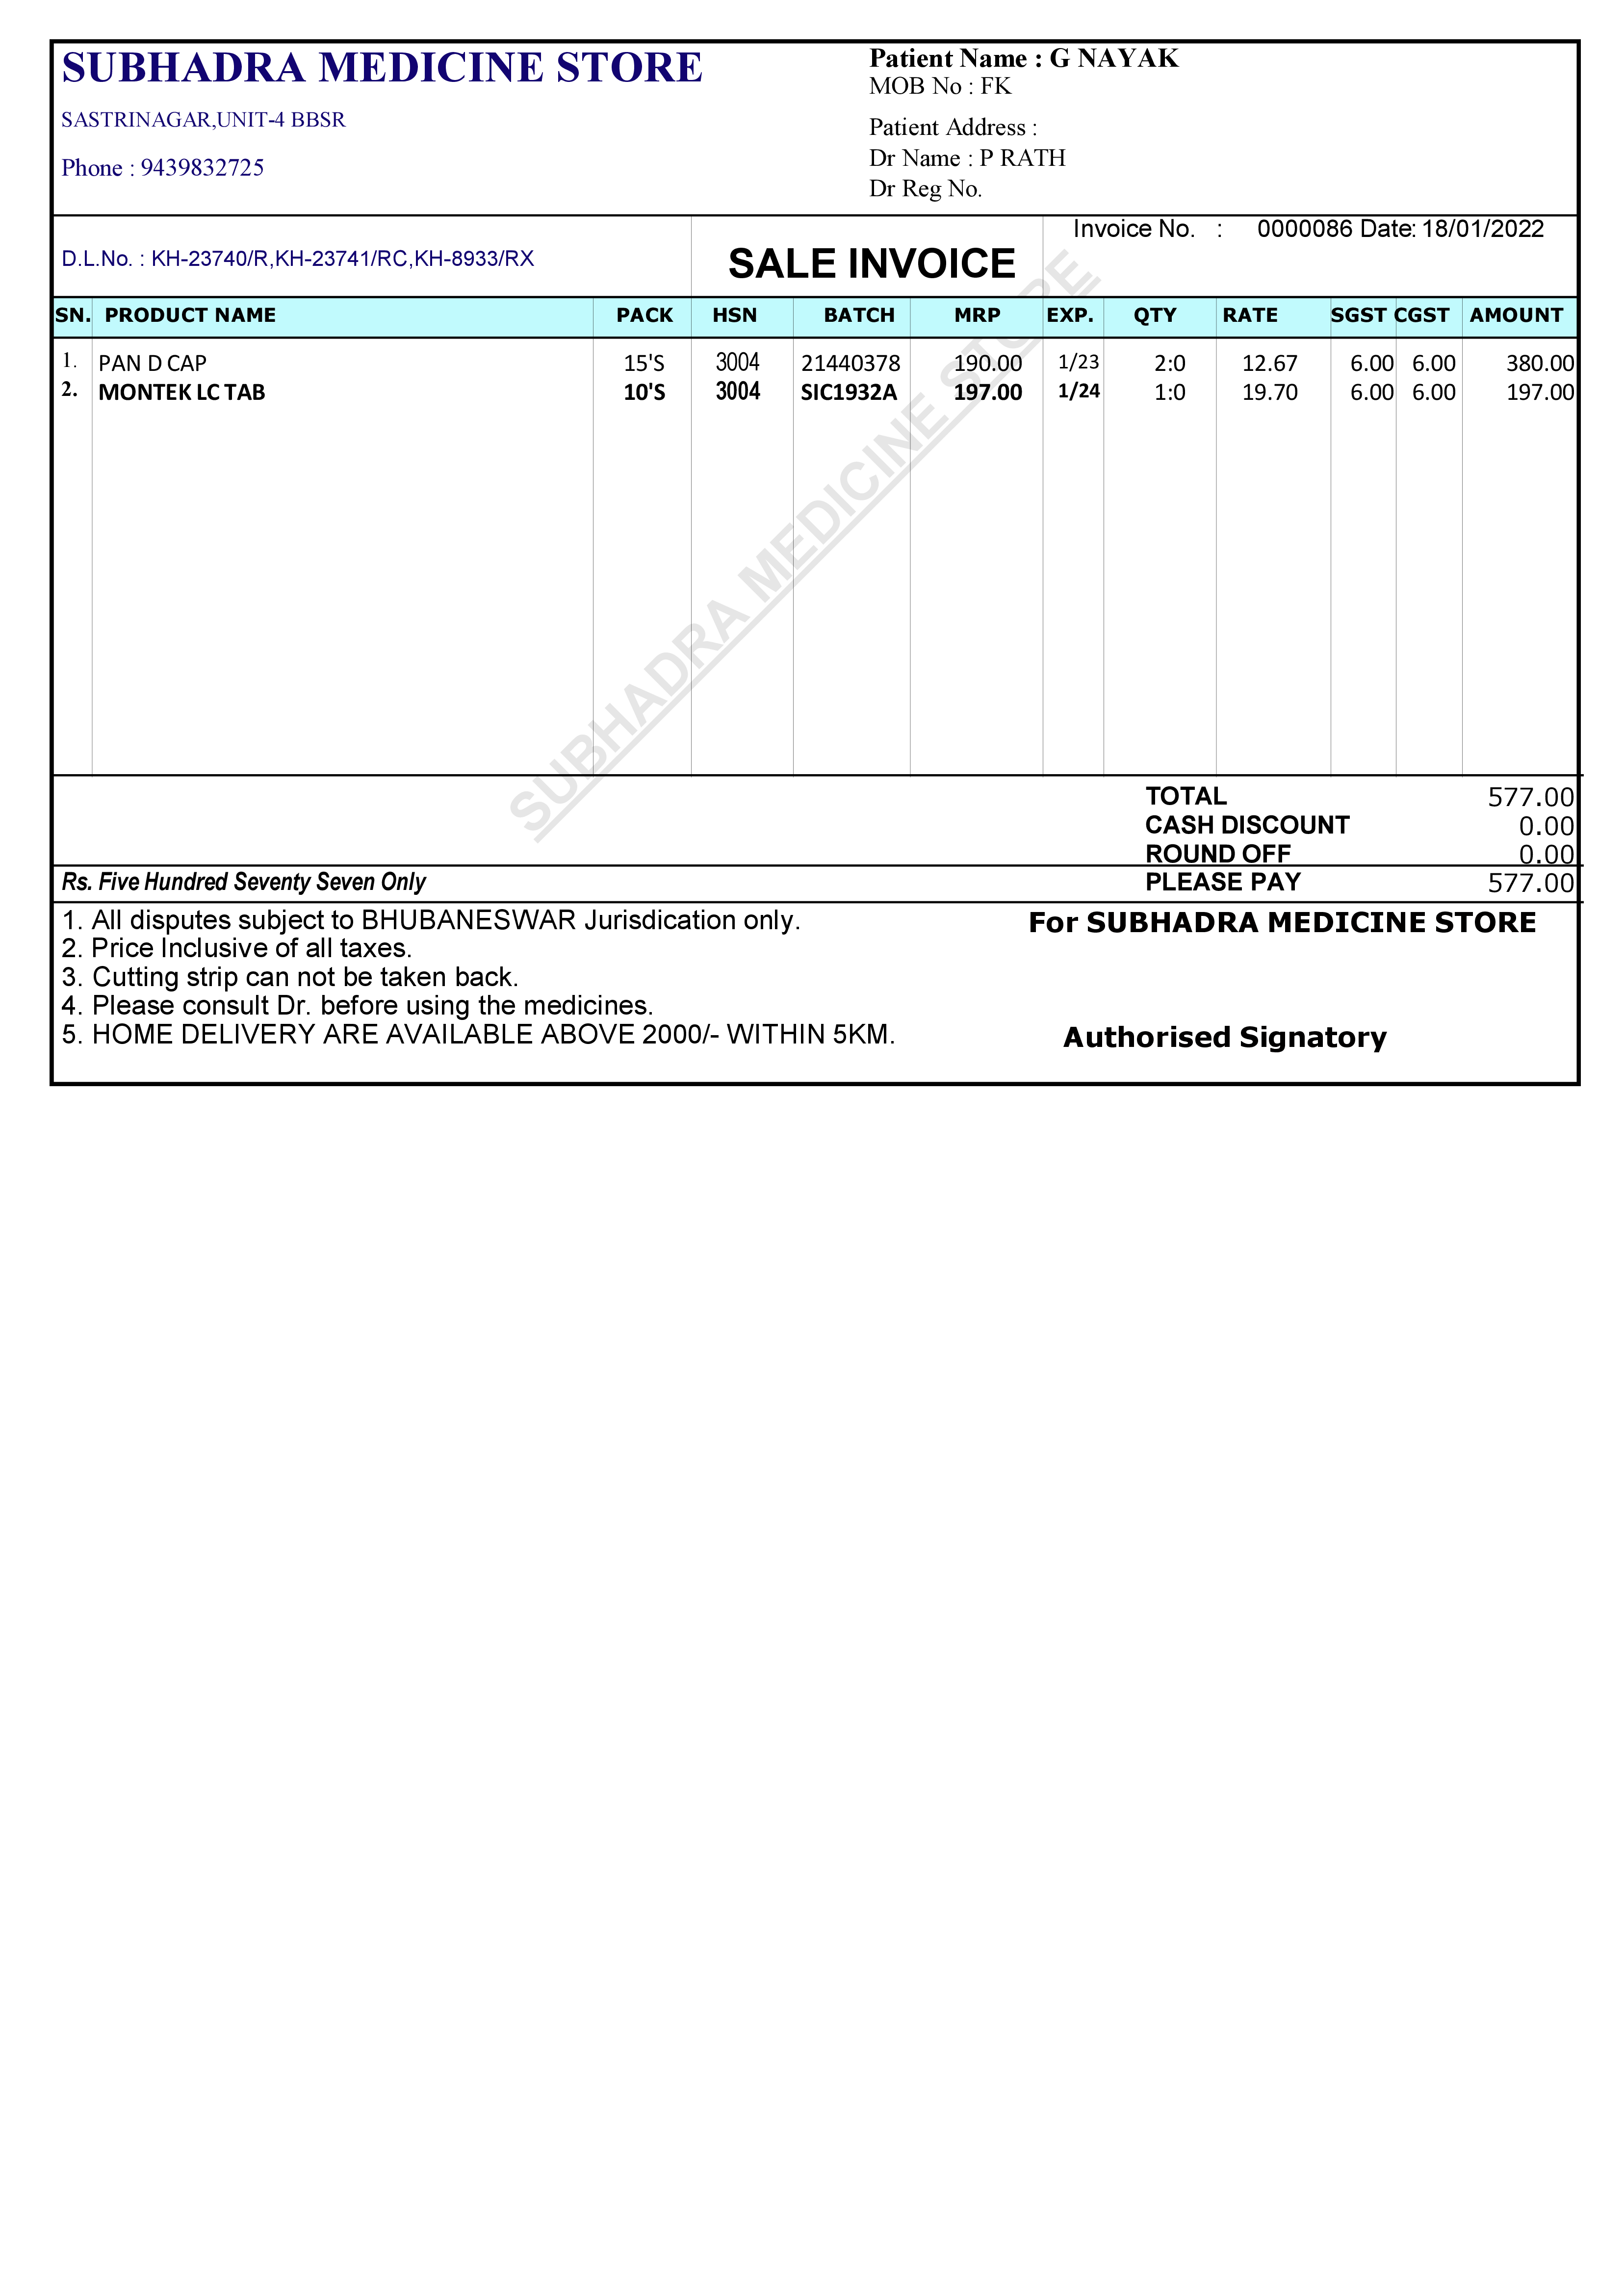 SUBHADRA MEDICINE STORE
SASTRINAGAR,UNIT-4 BBSR
Phone : 9439832725
Patient Name : G NAYAK
MOB No : FK
Patient Address :
Dr Name : P RATH
Dr Reg No.
D.L.No. : KH-23740/R,KH-23741/RC,KH-8933/RX
SALE INVOICE
Invoice No. : 0000086 Date: 18/01/2022
SN. PRODUCT NAME PACK HSN BATCH MRP EXP. QTY RATE SGST CGST AMOUNT
1. PAN D CAP 15'S 3004 21440378 190.00 1/23 2:0 12.67 6.00 6.00 380.00
2. MONTEK LC TAB 10'S 3004 SIC1932A 197.00 1/24 1:0 19.70 6.00 6.00 197.00
SUBHADRA MEDICINE STORE
TOTAL 577.00
CASH DISCOUNT 0.00
ROUND OFF 0.00
Rs. Five Hundred Seventy Seven Only PLEASE PAY 577.00
1. All disputes subject to BHUBANESWAR Jurisdication only.
2. Price Inclusive of all taxes.
3. Cutting strip can not be taken back.
4. Please consult Dr. before using the medicines.
5. HOME DELIVERY ARE AVAILABLE ABOVE 2000/- WITHIN 5KM.
For SUBHADRA MEDICINE STORE
Authorised Signatory